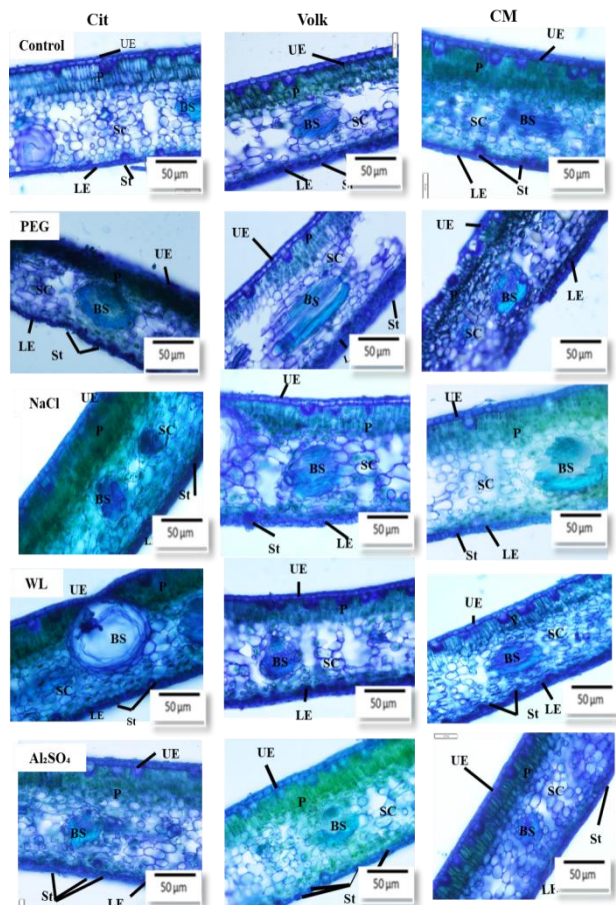 Cit Volk CM
Control UE UE UE
P P P
BS BS BS
Sc SC SC
LE St LE St LE St
50 µm 50 µm 50 µm
PEG
UE UE UE
P P
SC SC SC
BS BS BS
LE St St LE
50 µm 50 µm 50 µm
NaCl UE UE UE
P P P
SC SC SC
BS BS BS
St St LE St LE
50 µm 50 µm 50 µm
WL UE UE UE
P P P
BS BS BS
SC SC SC
LE St LE St LE
50 µm 50 µm 50 µm
Al₂SO₄ UE UE UE
P P P
BS BS BS
SC SC
St LE St St
50 µm 50 µm 50 µm